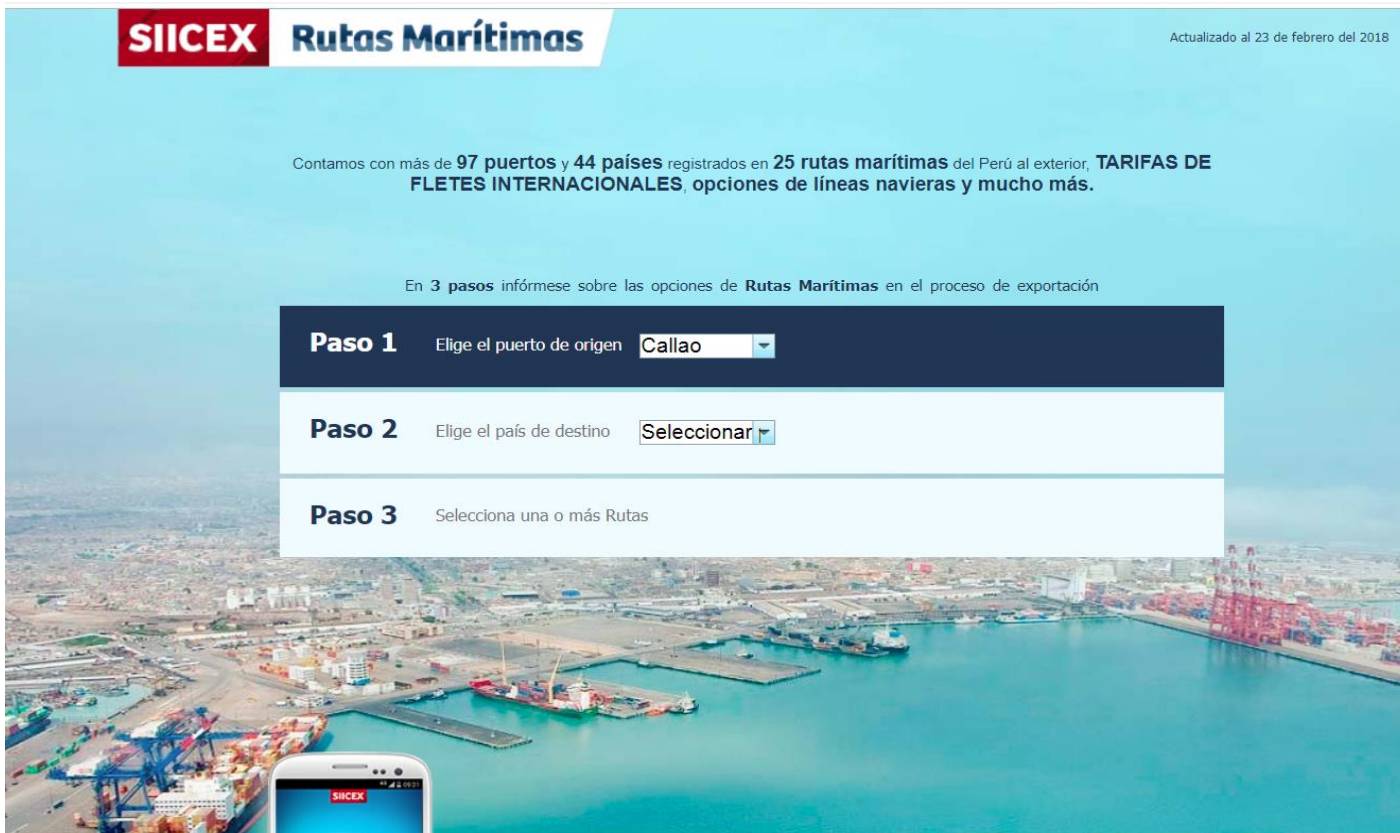 SIICEX Rutas Marítimas
Actualizado al 23 de febrero del 2018
Contamos con más de 97 puertos y 44 países registrados en 25 rutas marítimas del Perú al exterior, TARIFAS DE
FLETES INTERNACIONALES, opciones de líneas navieras y mucho más.
En 3 pasos infórmese sobre las opciones de Rutas Marítimas en el proceso de exportación
Paso 1 Elige el puerto de origen Callao
Paso 2 Elige el país de destino Seleccionar
Paso 3 Selecciona una o más Rutas
09:21
SIICEX